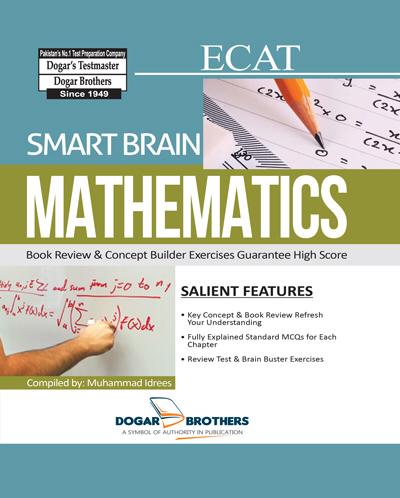 Pakistan's No.1 Test Preparation Company
Dogar's Testmaster
Dogar Brothers
Since 1949
ECAT
SMART BRAIN
MATHEMATICS
Book Review & Concept Builder Exercises Guarantee High Score
SALIENT FEATURES
• Key Concept & Book Review Refresh
Your Understanding
• Fully Explained Standard MCQs for Each
Chapter
• Review Test & Brain Buster Exercises
Compiled by: Muhammad Idrees
DOGAR BROTHERS
A SYMBOL OF AUTHORITY IN PUBLICATION